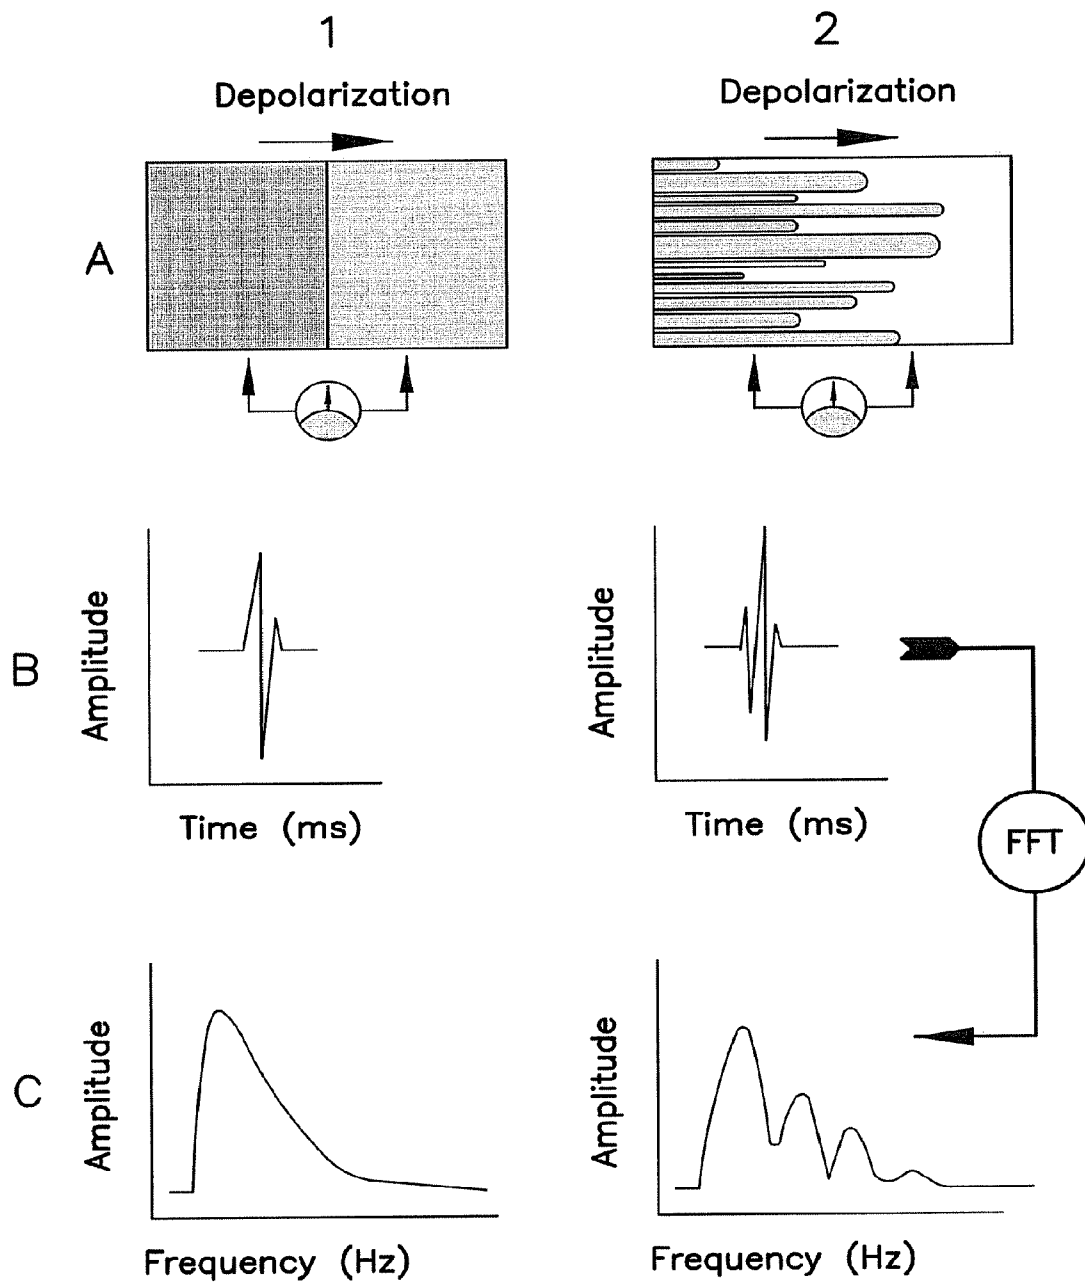 1
2
Depolarization
Depolarization
A
B
Amplitude
Time (ms)
Amplitude
Time (ms)
FFT
C
Amplitude
Frequency (Hz)
Amplitude
Frequency (Hz)